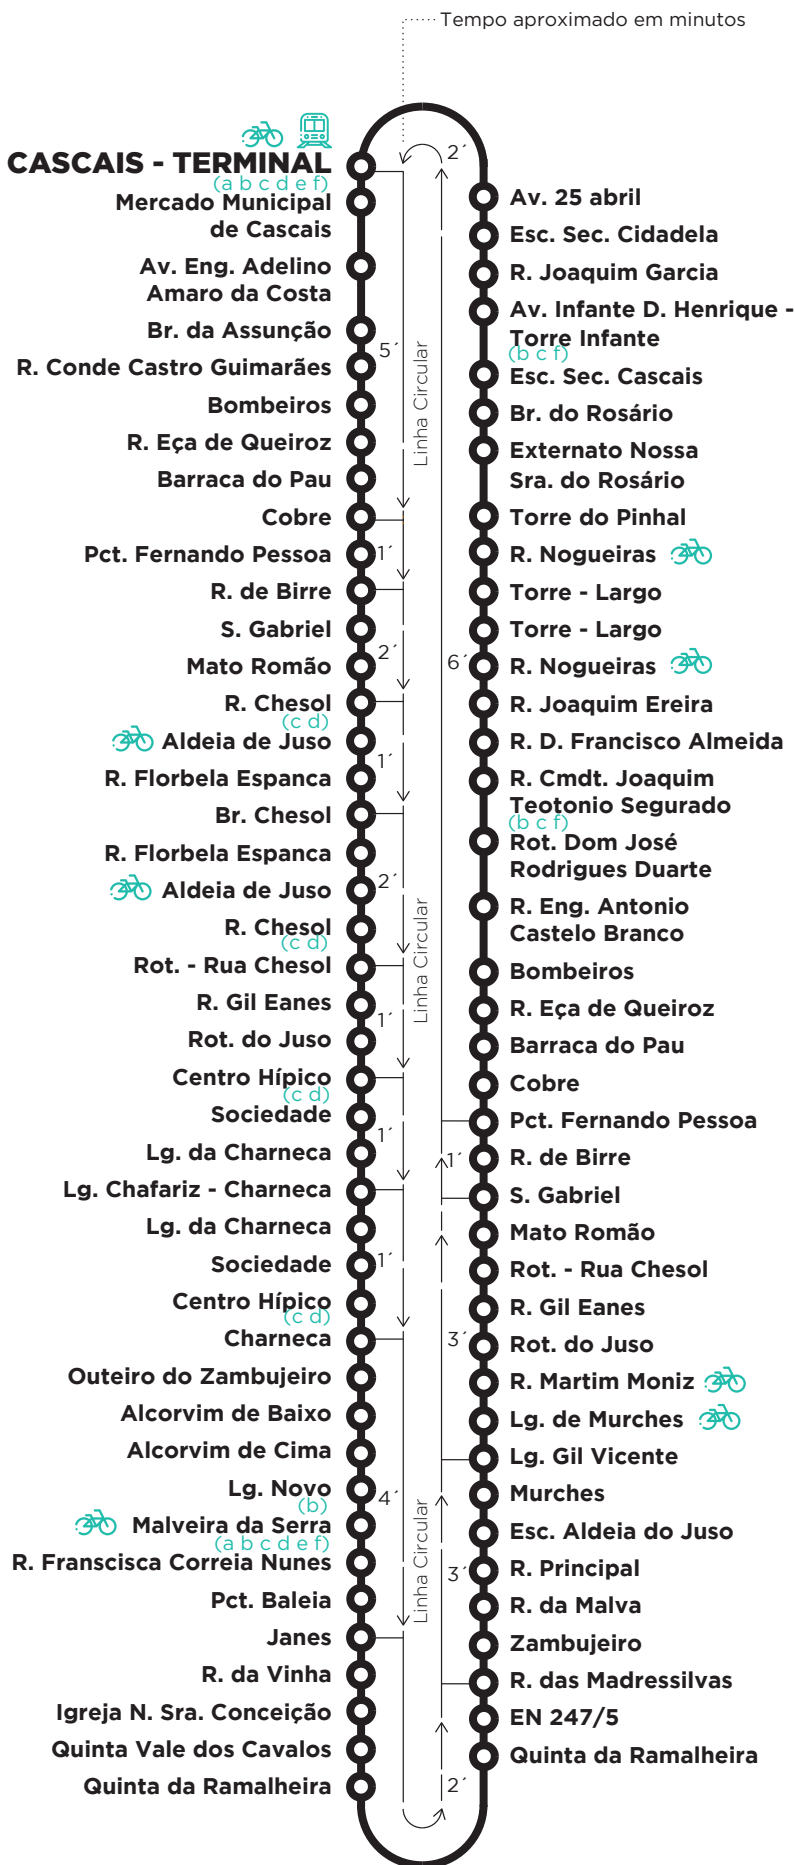 Tempo aproximado em minutos
CASCAIS - TERMINAL
(a b c d e f)
Mercado Municipal
de Cascais
Av. Eng. Adelino
Amaro da Costa
Br. da Assunção
R. Conde Castro Guimarães
Bombeiros
R. Eça de Queiroz
Barraca do Pau
Cobre
Pct. Fernando Pessoa
R. de Birre
S. Gabriel
Mato Romão
R. Chesol
(c d)
Aldeia de Juso
R. Florbela Espanca
Br. Chesol
R. Florbela Espanca
Aldeia de Juso
R. Chesol
(c d)
Rot. - Rua Chesol
R. Gil Eanes
Rot. do Juso
Centro Hípico
(c d)
Sociedade
Lg. da Charneca
Lg. Chafariz - Charneca
Lg. da Charneca
Sociedade
Centro Hípico
(c d)
Charneca
Outeiro do Zambujeiro
Alcorvim de Baixo
Alcorvim de Cima
Lg. Novo
(b)
Malveira da Serra
(a b c d e f)
R. Franscisca Correia Nunes
Pct. Baleia
Janes
R. da Vinha
Igreja N. Sra. Conceição
Quinta Vale dos Cavalos
Quinta da Ramalheira
5´
1´
2´
1´
2´
1´
1´
1´
4´
Linha Circular
Linha Circular
Linha Circular
2´
6´
1´
3´
3´
2´
Av. 25 abril
Esc. Sec. Cidadela
R. Joaquim Garcia
Av. Infante D. Henrique -
Torre Infante
(b c f)
Esc. Sec. Cascais
Br. do Rosário
Externato Nossa
Sra. do Rosário
Torre do Pinhal
R. Nogueiras
Torre - Largo
Torre - Largo
R. Nogueiras
R. Joaquim Ereira
R. D. Francisco Almeida
R. Cmdt. Joaquim
Teotonio Segurado
(b c f)
Rot. Dom José
Rodrigues Duarte
R. Eng. Antonio
Castelo Branco
Bombeiros
R. Eça de Queiroz
Barraca do Pau
Cobre
Pct. Fernando Pessoa
R. de Birre
S. Gabriel
Mato Romão
Rot. - Rua Chesol
R. Gil Eanes
Rot. do Juso
R. Martim Moniz
Lg. de Murches
Lg. Gil Vicente
Murches
Esc. Aldeia do Juso
R. Principal
R. da Malva
Zambujeiro
R. das Madressilvas
EN 247/5
Quinta da Ramalheira